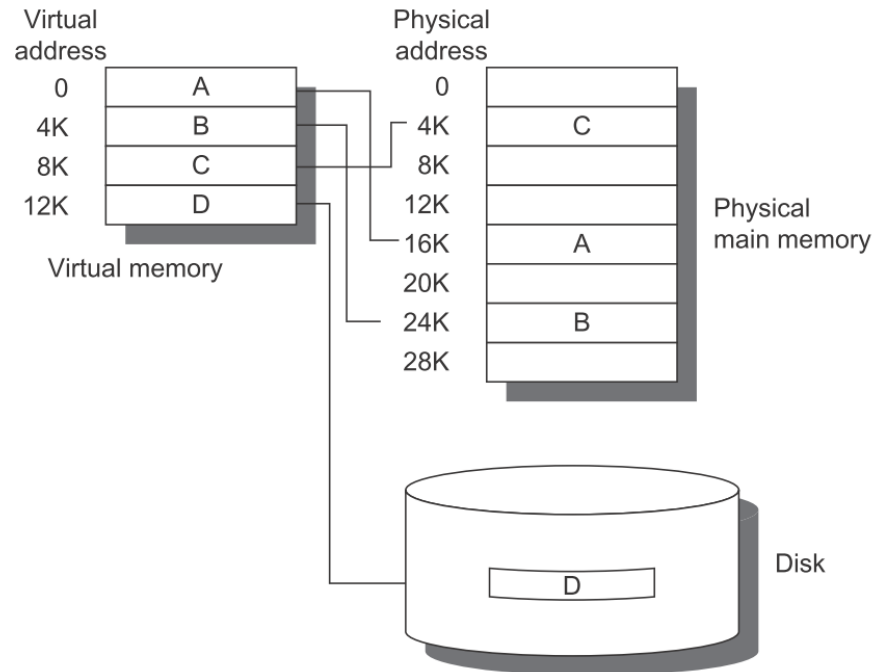 Virtual
address
0
4K
8K
12K
A
B
C
D
Virtual memory
Physical
address
0
4K
8K
12K
16K
20K
24K
28K
C
A
B
Physical
main memory
D
Disk